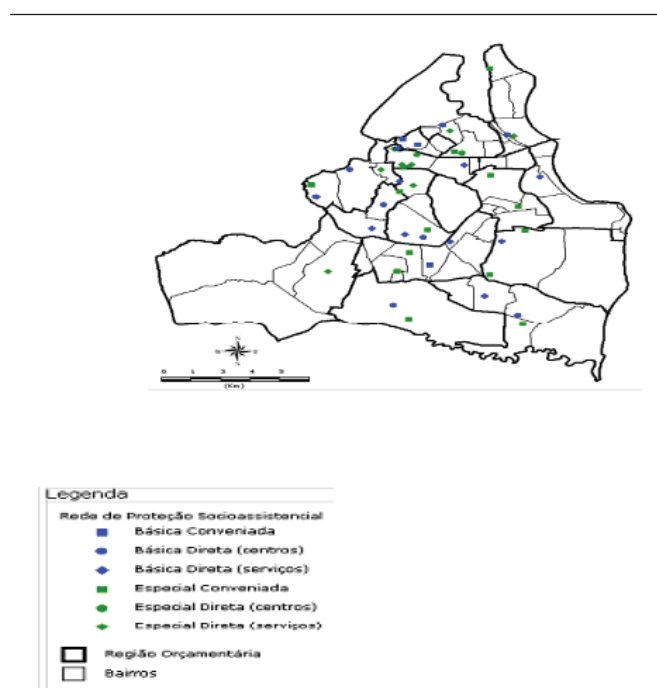 N
S
0 1 2 3 4 5
(Km)
Legenda
Rede de Proteção Socioassistencial
Básica Conveniada
Básica Direta (centros)
Básica Direta (serviços)
Especial Conveniada
Especial Direta (centros)
Especial Direta (serviços)
Região Orçamentária
Bairros